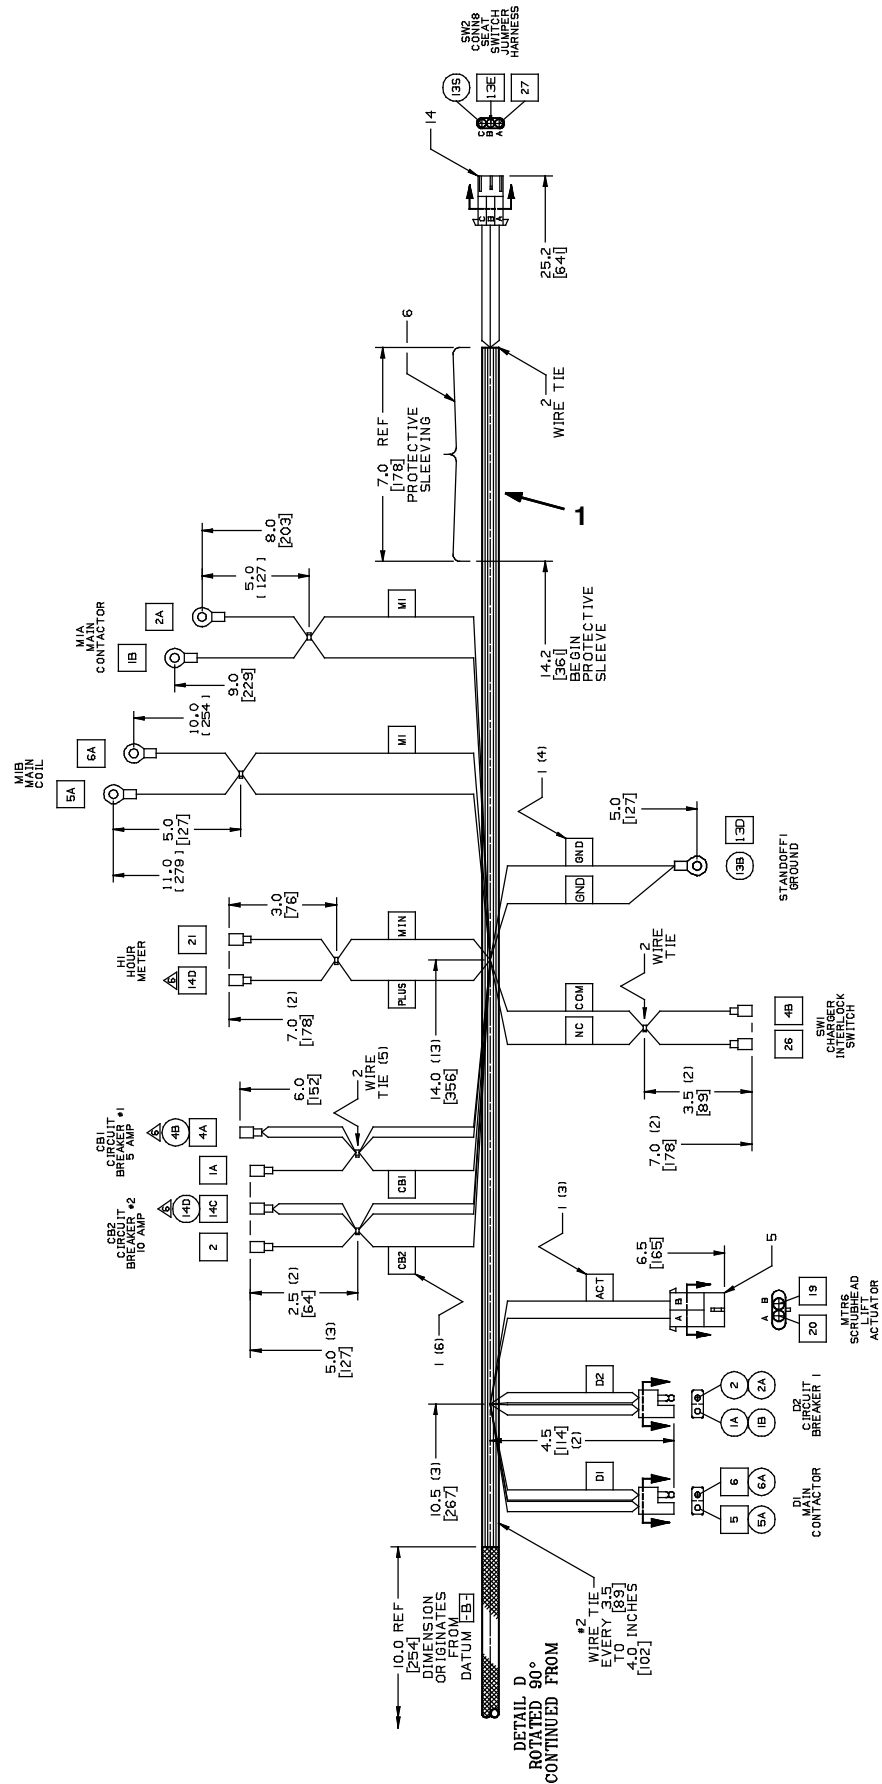 SW2
CONN8
SEAT
SWITCH
JUMPER
HARNESS
13S
13E
27
C
B
A
14
C
B
A
25.2
[641]
6
7.0 REF
[178]
PROTECTIVE
SLEEVING
2
WIRE TIE
1
14.2
[361]
BEGIN
PROTECTIVE
SLEEVE
M1A
MAIN
CONTACTOR
2A
1B
8.0
[203]
5.0
[127]
9.0
[229]
M1
M1B
MAIN
COIL
6A
5A
10.0
[254]
5.0
[127]
11.0
[279]
M1
1 (4)
GND
GND
5.0
[127]
13D
13B
STANDOFF1
GROUND
H1
HOUR
METER
21
14D
6
3.0
[76]
7.0 (2)
[178]
MIN
PLUS
14.0 (13)
[356]
COM
NC
2
WIRE
TIE
3.5 (2)
[89]
7.0 (2)
[178]
4B
26
SW1
CHARGER
INTERLOCK
SWITCH
CB1
CIRCUIT
BREAKER #1
5 AMP
6
4B
4A
1A
6.0
[152]
2
WIRE
TIE (5)
CB1
CB2
CIRCUIT
BREAKER #2
10 AMP
6
14D
14C
2
2.5 (2)
[64]
5.0 (3)
[127]
CB2
1 (6)
1 (3)
ACT
6.5
[165]
5
B
A
B
A
19
20
MTR6
SCRUBHEAD
LIFT
ACTUATOR
D2
2
2A
1A
1B
D2
CIRCUIT
BREAKER 1
4.5
[114]
(2)
D1
6
6A
5
5A
D1
MAIN
CONTACTOR
10.5 (3)
[267]
#2
WIRE TIE
EVERY 3.5
[89]
TO
4.0 INCHES
[102]
10.0 REF
[254]
DIMENSION
ORIGINATES
FROM
DATUM -B-
DETAIL D
ROTATED 90°
CONTINUED FROM